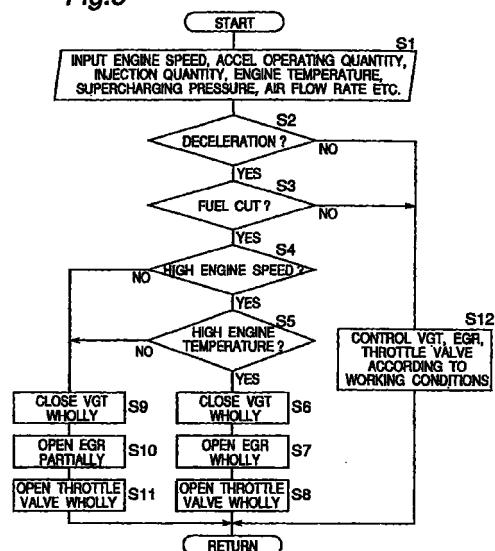 START
S1
INPUT ENGINE SPEED, ACCEL OPERATING QUANTITY,
INJECTION QUANTITY, ENGINE TEMPERATURE,
SUPERCHARGING PRESSURE, AIR FLOW RATE ETC.
S2
DECELERATION ?
NO
YES
S3
FUEL CUT ?
NO
YES
S4
HIGH ENGINE SPEED ?
NO
YES
S5
HIGH ENGINE
TEMPERATURE ?
NO
YES
S12
CONTROL VGT, EGR,
THROTTLE VALVE
ACCORDING TO
WORKING CONDITIONS
CLOSE VGT
WHOLLY
S9
CLOSE VGT
WHOLLY
S6
OPEN EGR
PARTIALLY
S10
OPEN EGR
WHOLLY
S7
OPEN THROTTLE
VALVE WHOLLY
S11
OPEN THROTTLE
VALVE WHOLLY
S8
RETURN